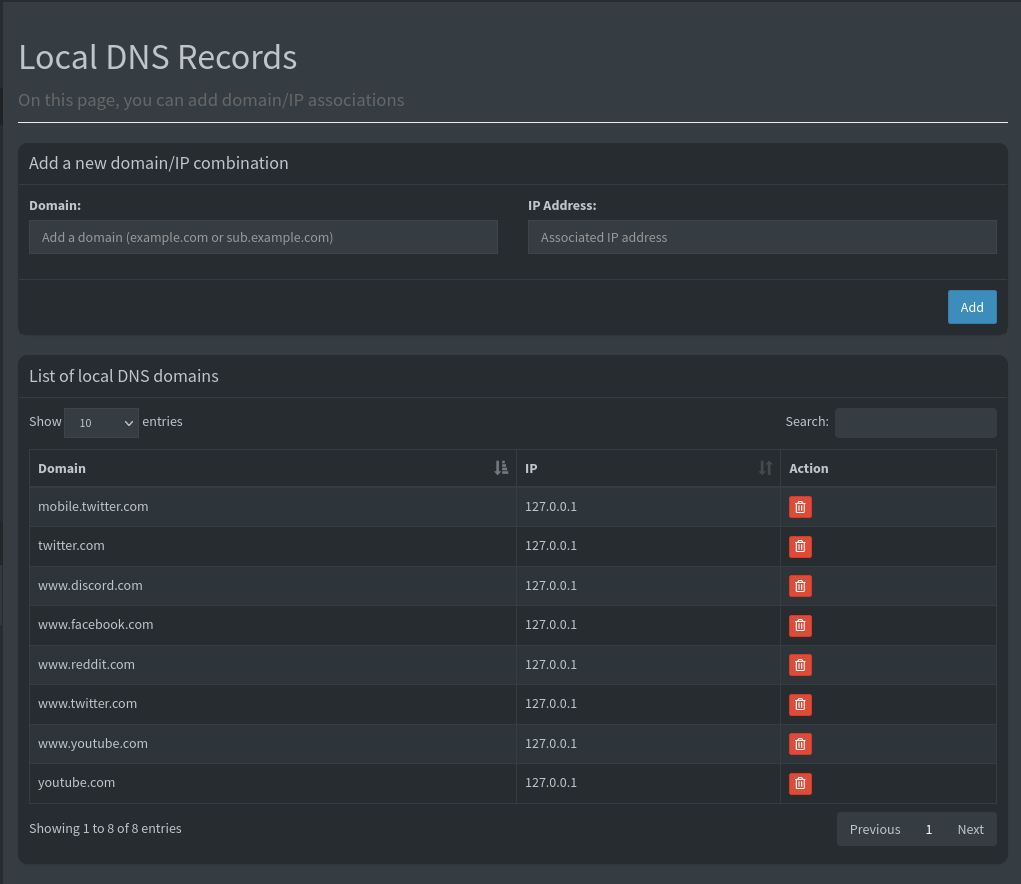 Local DNS Records
On this page, you can add domain/IP associations
Add a new domain/IP combination
Domain: IP Address:
Add a domain (example.com or sub.example.com) Associated IP address
Add
List of local DNS domains
Show 10 entries Search:
Domain IP Action
mobile.twitter.com 127.0.0.1
twitter.com 127.0.0.1
www.discord.com 127.0.0.1
www.facebook.com 127.0.0.1
www.reddit.com 127.0.0.1
www.twitter.com 127.0.0.1
www.youtube.com 127.0.0.1
youtube.com 127.0.0.1
Showing 1 to 8 of 8 entries Previous 1 Next